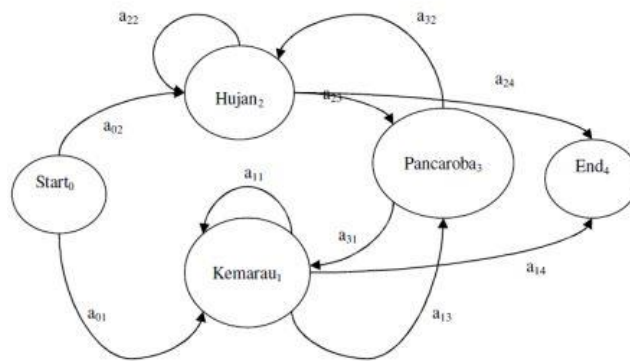 a₂₂
a₃₂
a₂₄
Hujan₂
a₂₃
a₀₂
Pancaroba₃
End₄
Start₀
a₁₁
a₃₁
Kemarau₁
a₁₄
a₀₁
a₁₃